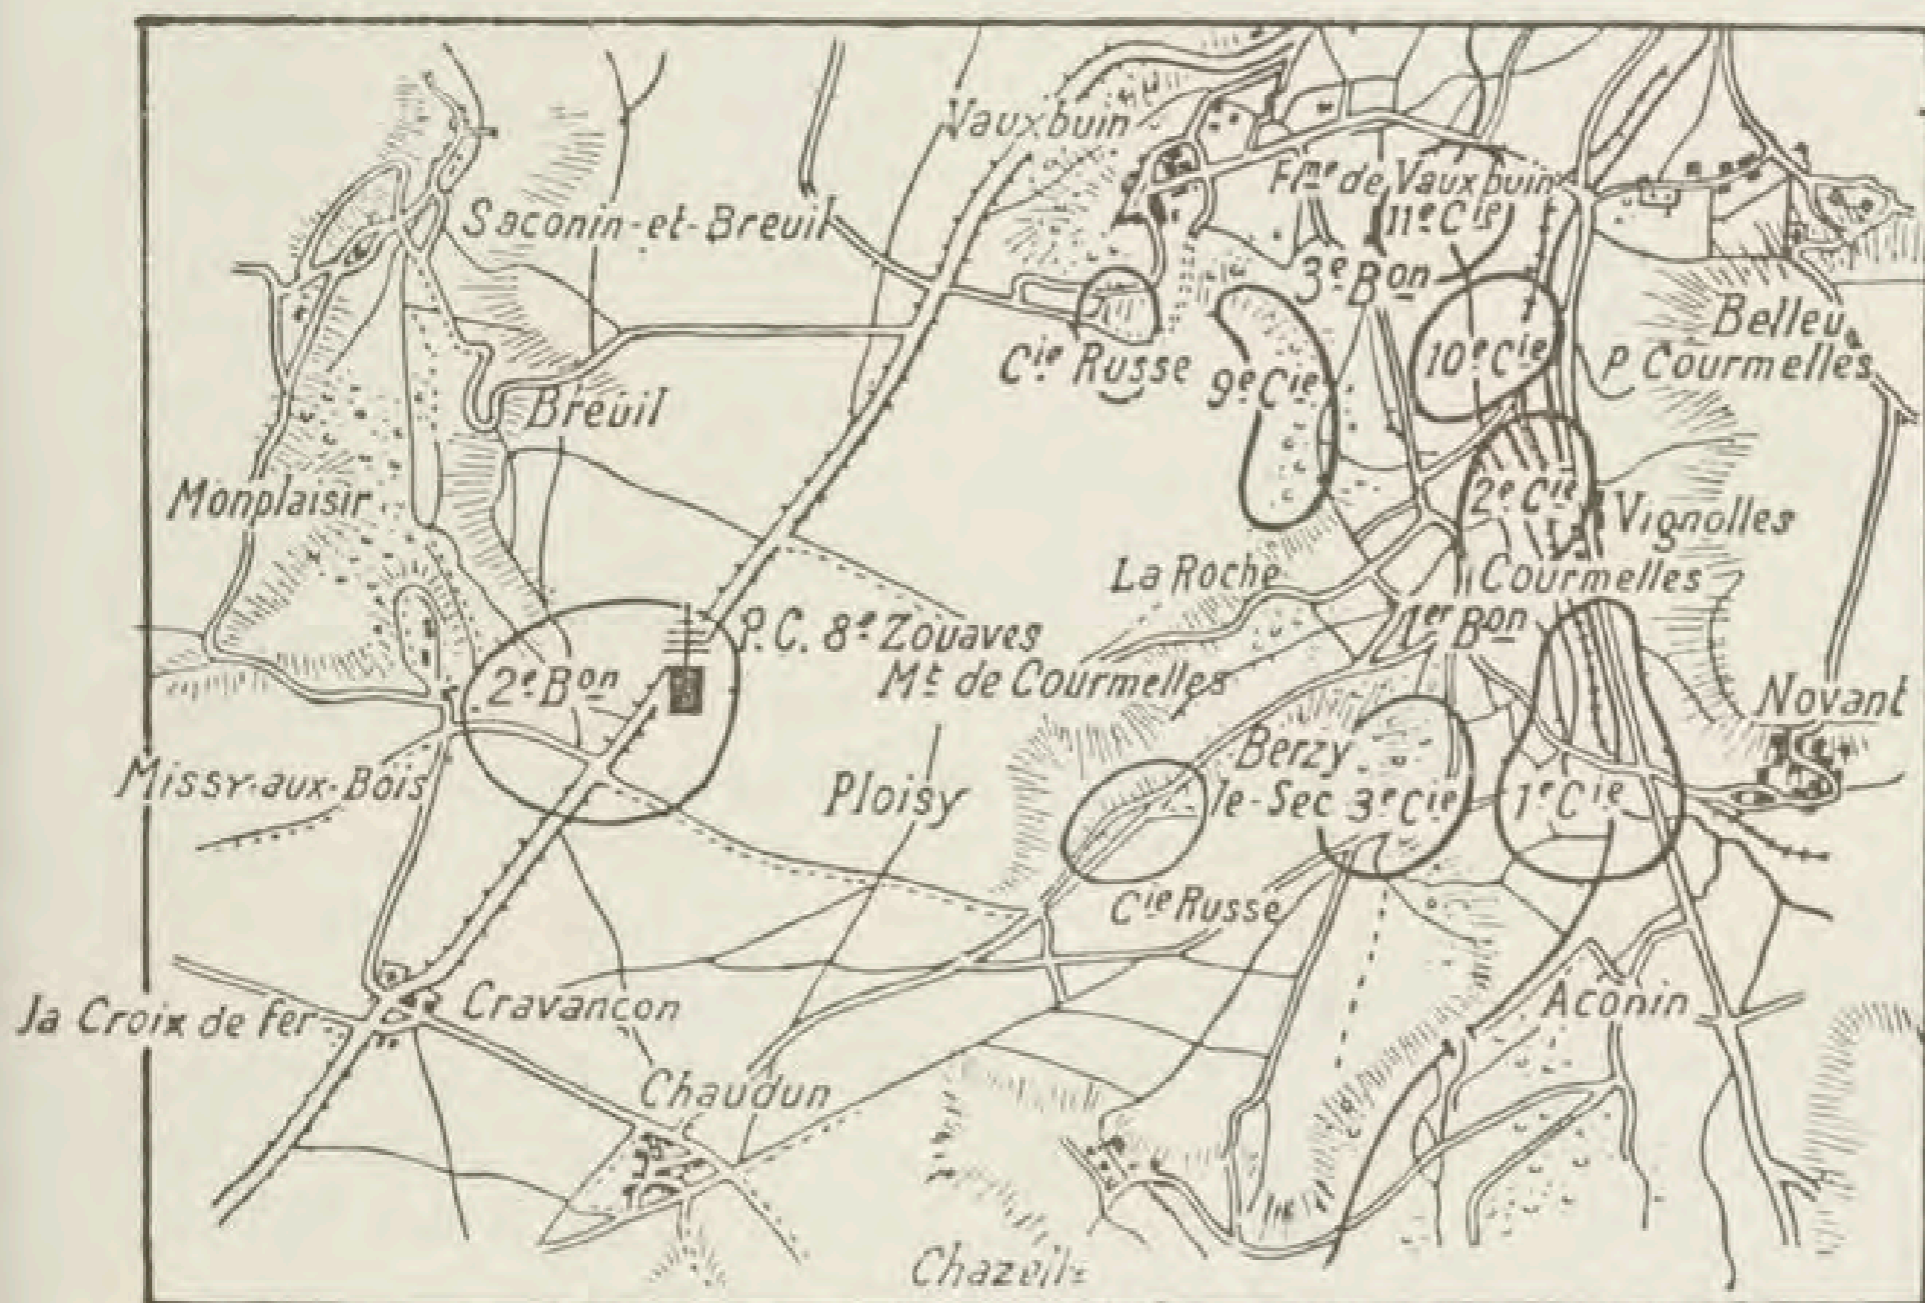 Vauxbuin
Fme de Vauxbuin
11e Cie
Saconin-et-Breuil
3e Bon
Belleu
P Courmelles
Cie Russe
9e Cie
10e Cie
Breuil
Monplaisir
2e Cie
Vignolles
La Roche
Courmelles
P.C. 8e Zouaves
1er Bon
2e Bon
Mt de Courmelles
Novant
Missy-aux-Bois
Ploisy
Berzy
le-Sec
3e Cie
1e Cie
Cie Russe
la Croix de fer
Cravancon
Aconin
Chaudun